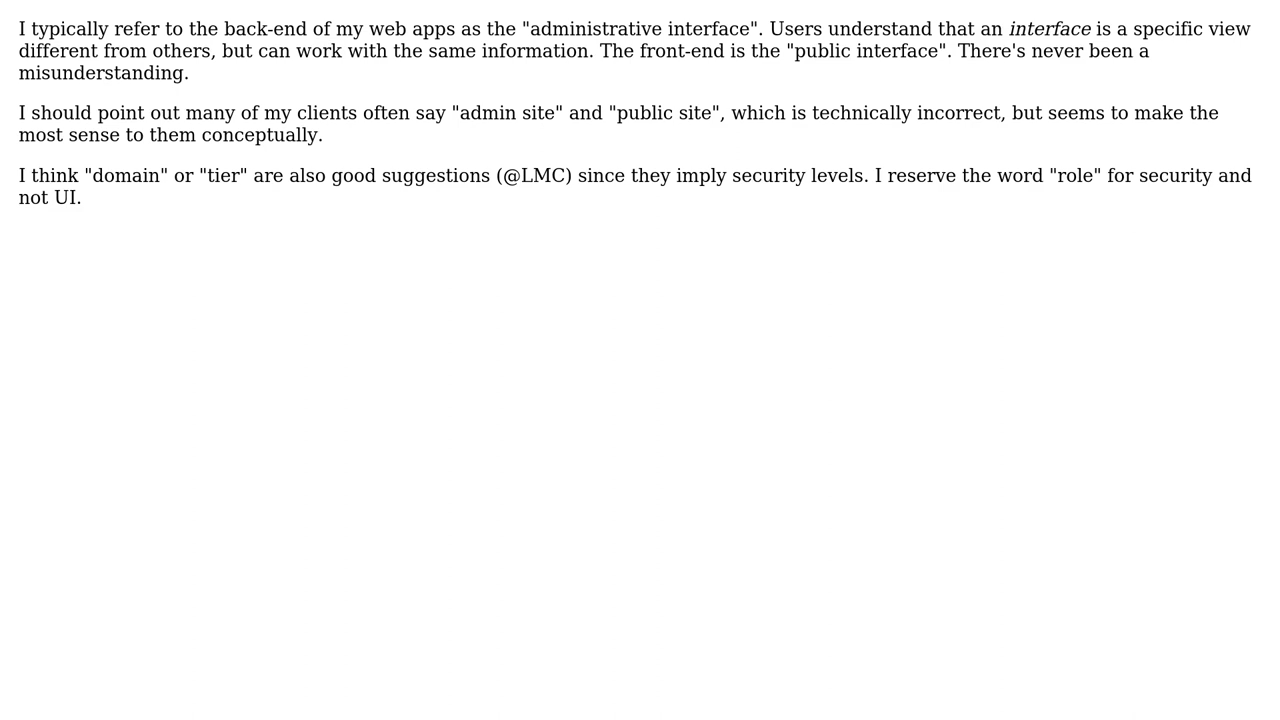 I typically refer to the back-end of my web apps as the "administrative interface". Users understand that an interface is a specific view
different from others, but can work with the same information. The front-end is the "public interface". There's never been a
misunderstanding.
I should point out many of my clients often say "admin site" and "public site", which is technically incorrect, but seems to make the
most sense to them conceptually.
I think "domain" or "tier" are also good suggestions (@LMC) since they imply security levels. I reserve the word "role" for security and
not UI.